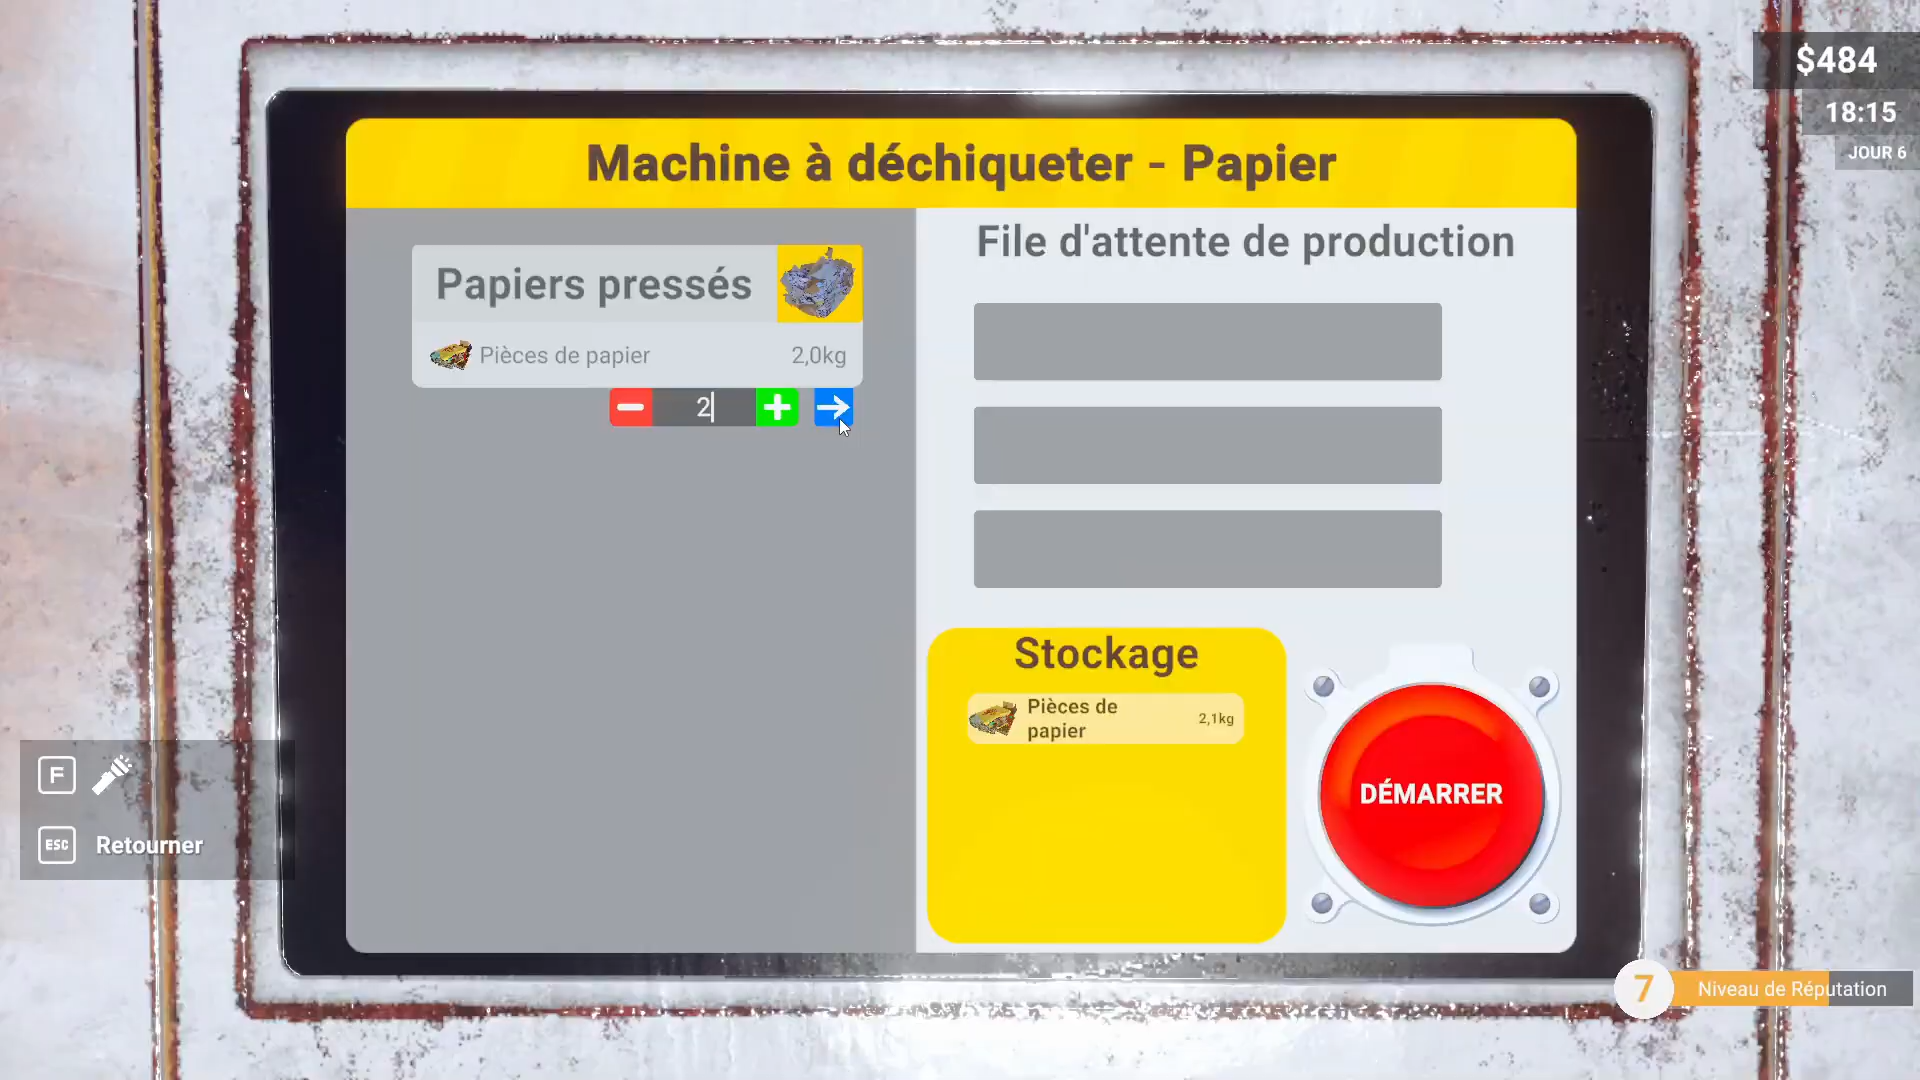 $484
18:15
JOUR 6
Machine à déchiqueter - Papier
Papiers pressés
Pièces de papier 2,0kg
2
File d'attente de production
Stockage
Pièces de
papier
2,1kg
DÉMARRER
F
ESC Retourner
7 Niveau de Réputation